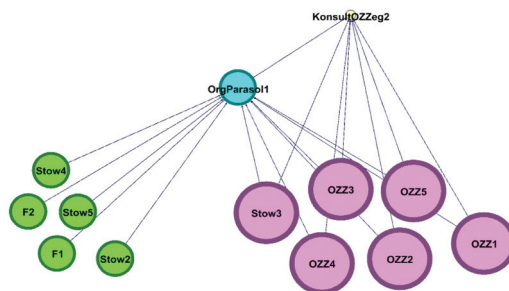 KonsultOZZeg2
OrgParasol1
Stow4
OZZ3
OZZ5
F2
Stow5
Stow3
OZZ1
F1
Stow2
OZZ4
OZZ2